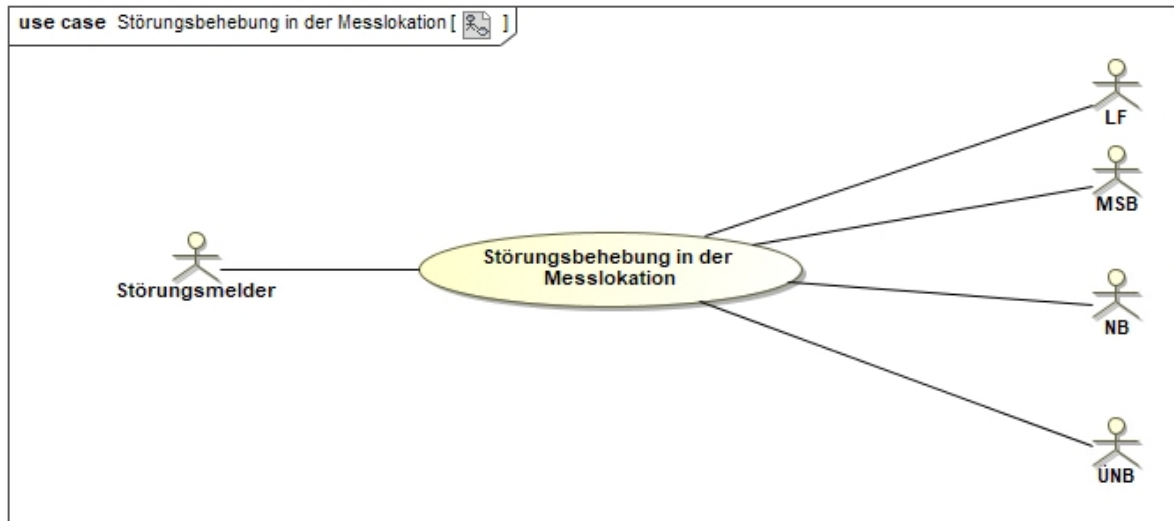 use case Störungsbehebung in der Messlokation [ ]
LF
MSB
Störungsbehebung in der
Messlokation
Störungsmelder
NB
ÜNB